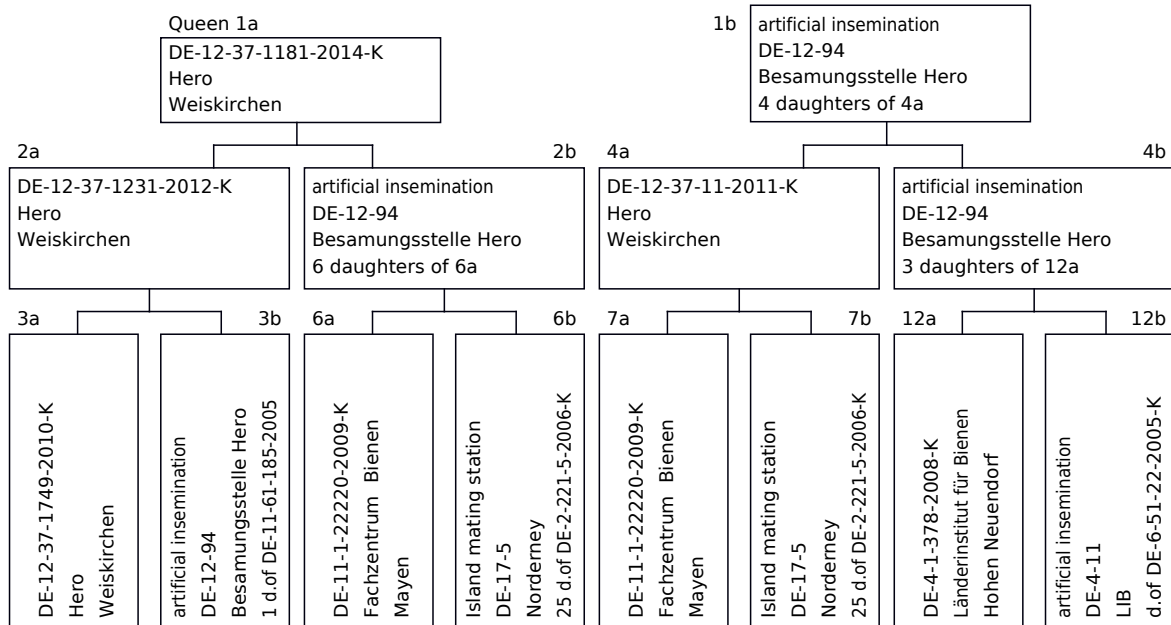 Queen 1a
DE-12-37-1181-2014-K
Hero
Weiskirchen
1b
artificial insemination
DE-12-94
Besamungsstelle Hero
4 daughters of 4a
2a
DE-12-37-1231-2012-K
Hero
Weiskirchen
2b
artificial insemination
DE-12-94
Besamungsstelle Hero
6 daughters of 6a
4a
DE-12-37-11-2011-K
Hero
Weiskirchen
4b
artificial insemination
DE-12-94
Besamungsstelle Hero
3 daughters of 12a
3a
DE-12-37-1749-2010-K
Hero
Weiskirchen
3b
artificial insemination
DE-12-94
Besamungsstelle Hero
1 d.of DE-11-61-185-2005
6a
DE-11-1-22220-2009-K
Fachzentrum Bienen
Mayen
6b
Island mating station
DE-17-5
Norderney
25 d.of DE-2-221-5-2006-K
7a
DE-11-1-22220-2009-K
Fachzentrum Bienen
Mayen
7b
Island mating station
DE-17-5
Norderney
25 d.of DE-2-221-5-2006-K
12a
DE-4-1-378-2008-K
Länderinstitut für Bienen
Hohen Neuendorf
12b
artificial insemination
DE-4-11
LIB
d.of DE-6-51-22-2005-K